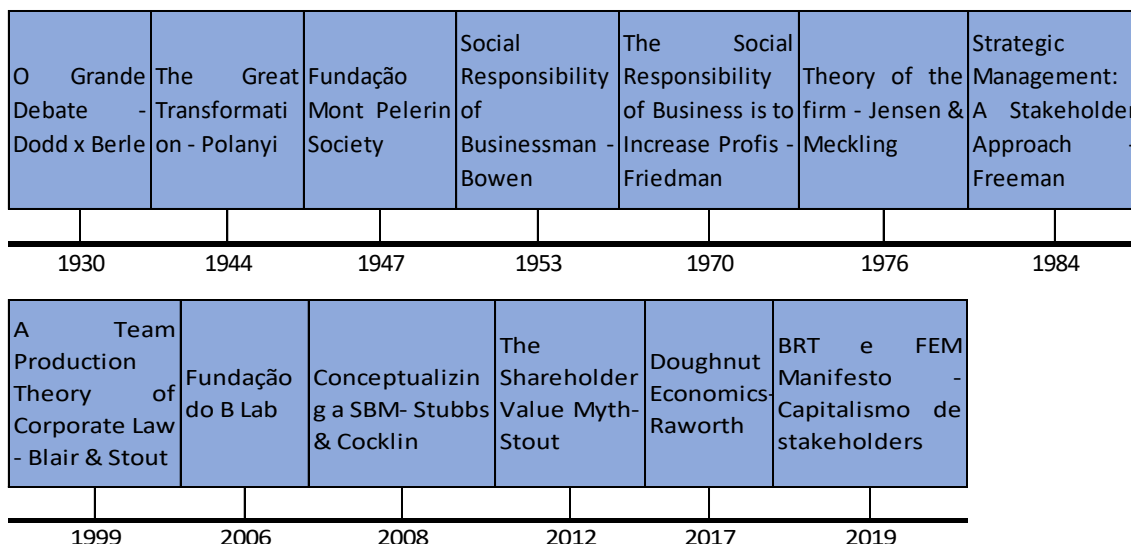 O Grande
Debate -
Dodd x Berle
The Great
Transformati
on - Polanyi
Fundação
Mont Pelerin
Society
Social
Responsibility
of
Businessman -
Bowen
The Social
Responsibility
of Business is to
Increase Profis -
Friedman
Theory of the
firm - Jensen &
Meckling
Strategic
Management:
A Stakeholder
Approach -
Freeman
1930
1944
1947
1953
1970
1976
1984
A Team
Production
Theory of
Corporate Law
- Blair & Stout
Fundação
do B Lab
Conceptualizin
g a SBM- Stubbs
& Cocklin
The
Shareholder
Value Myth-
Stout
Doughnut
Economics-
Raworth
BRT e FEM
Manifesto -
Capitalismo de
stakeholders
1999
2006
2008
2012
2017
2019